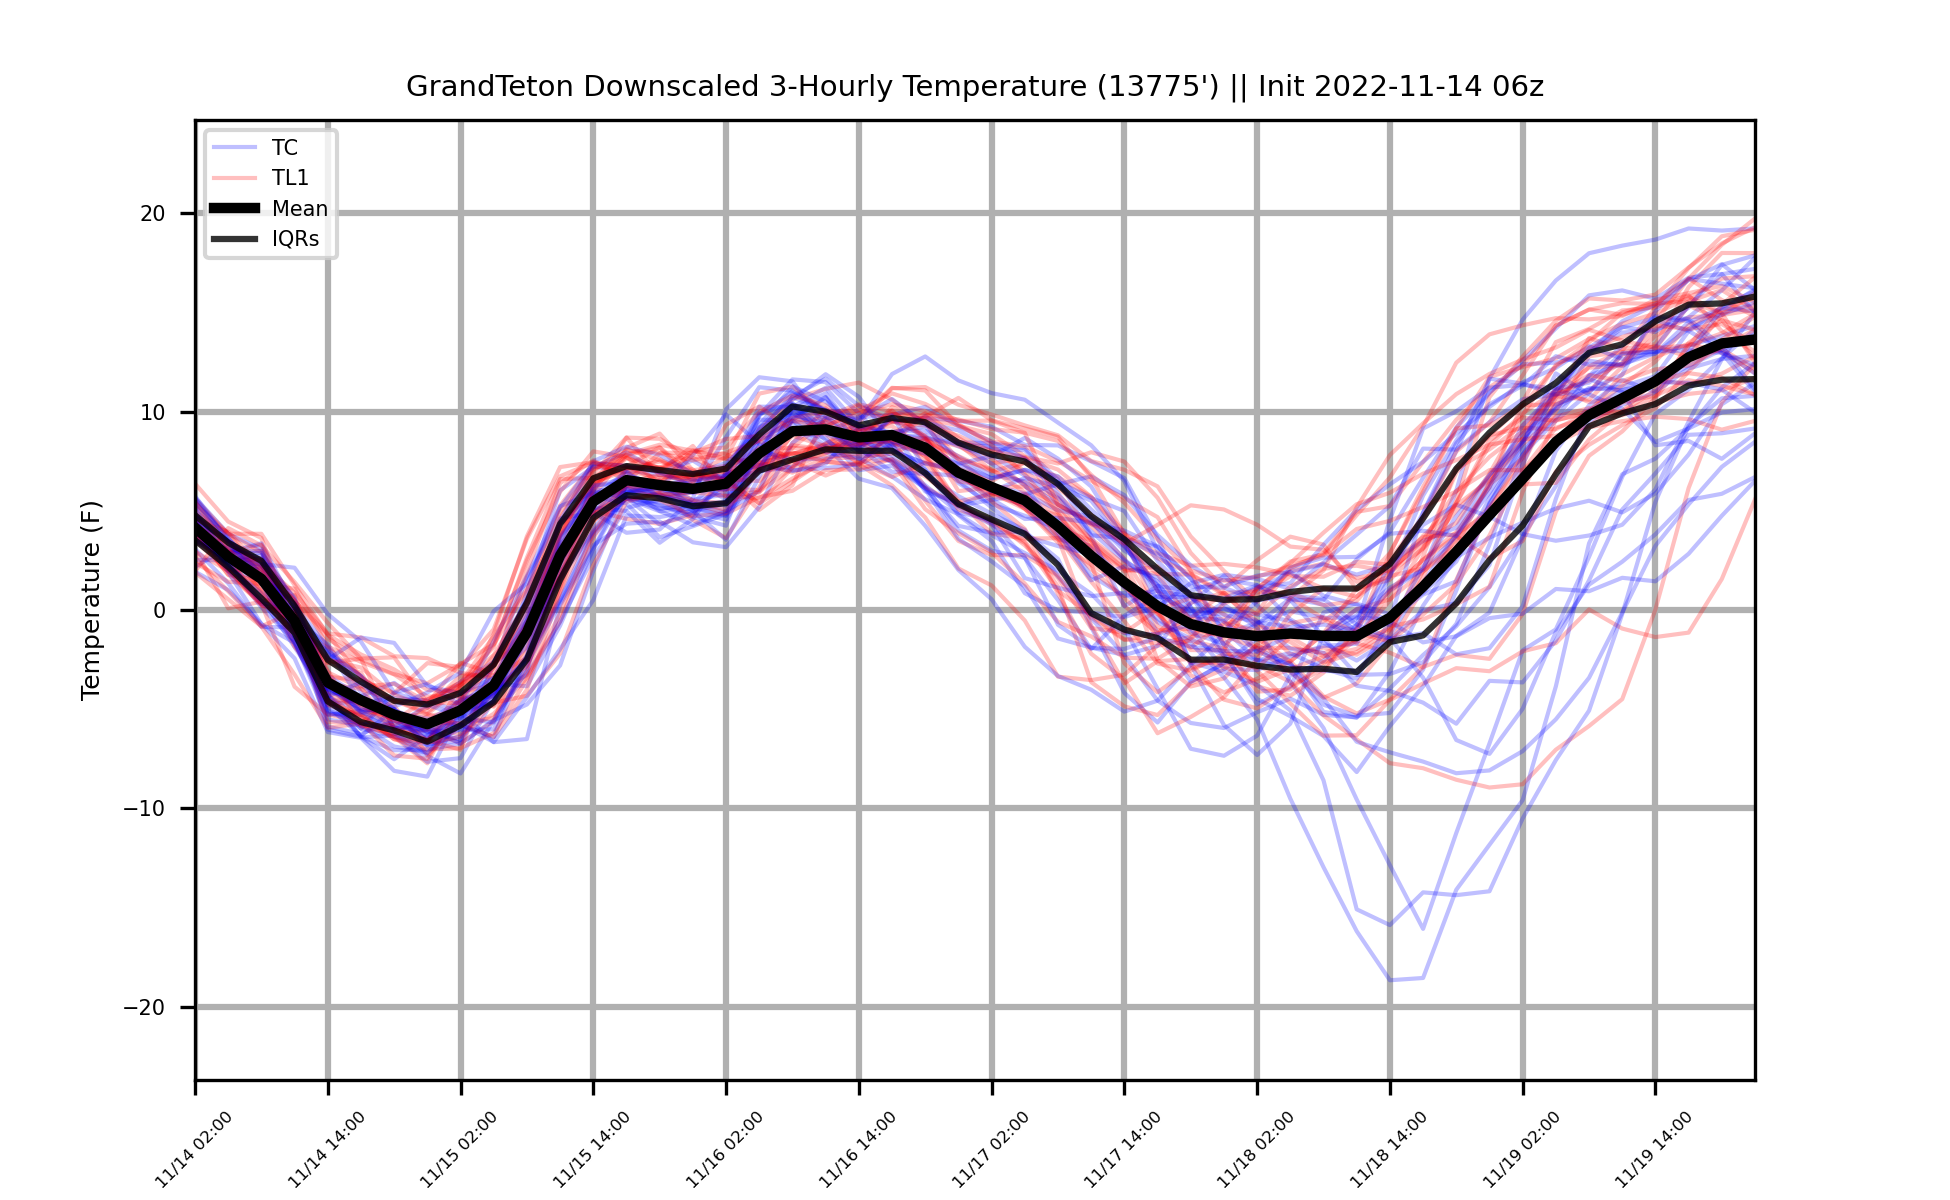 GrandTeton Downscaled 3-Hourly Temperature (13775') || Init 2022-11-14 06z
TC
TL1
Mean
IQRs
Temperature (F)
20
10
0
−10
−20
11/14 02:00
11/14 14:00
11/15 02:00
11/15 14:00
11/16 02:00
11/16 14:00
11/17 02:00
11/17 14:00
11/18 02:00
11/18 14:00
11/19 02:00
11/19 14:00